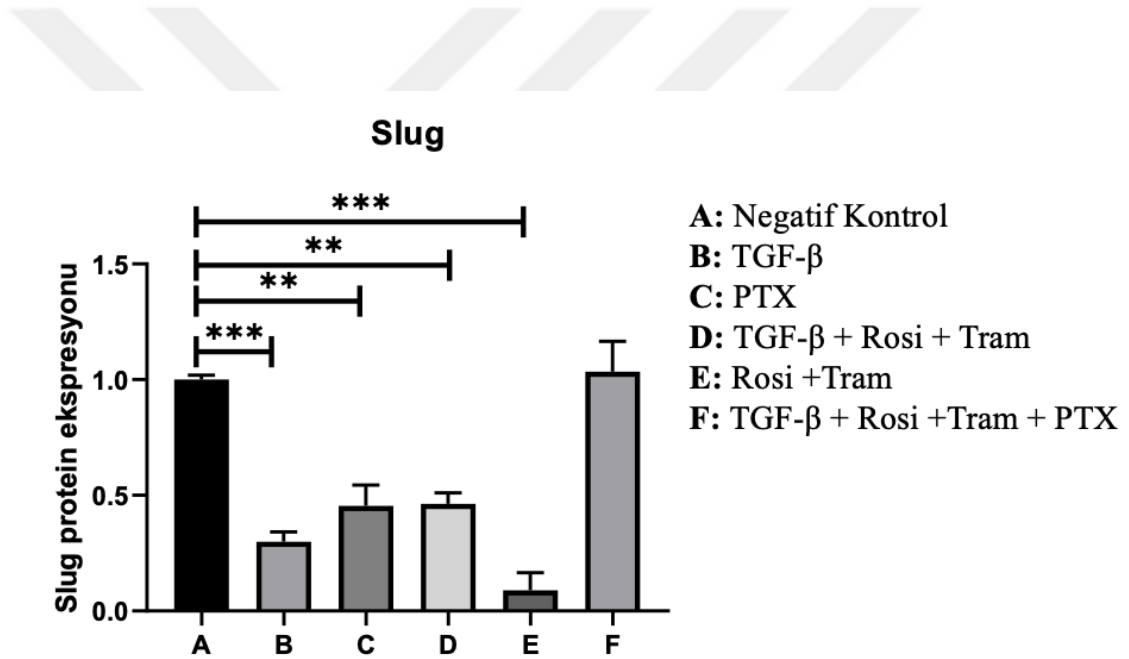 Slug
***
**
**
***
Slug protein ekspresyonu
1.5
1.0
0.5
0.0
A
B
C
D
E
F
A: Negatif Kontrol
B: TGF-β
C: PTX
D: TGF-β + Rosi + Tram
E: Rosi +Tram
F: TGF-β + Rosi +Tram + PTX